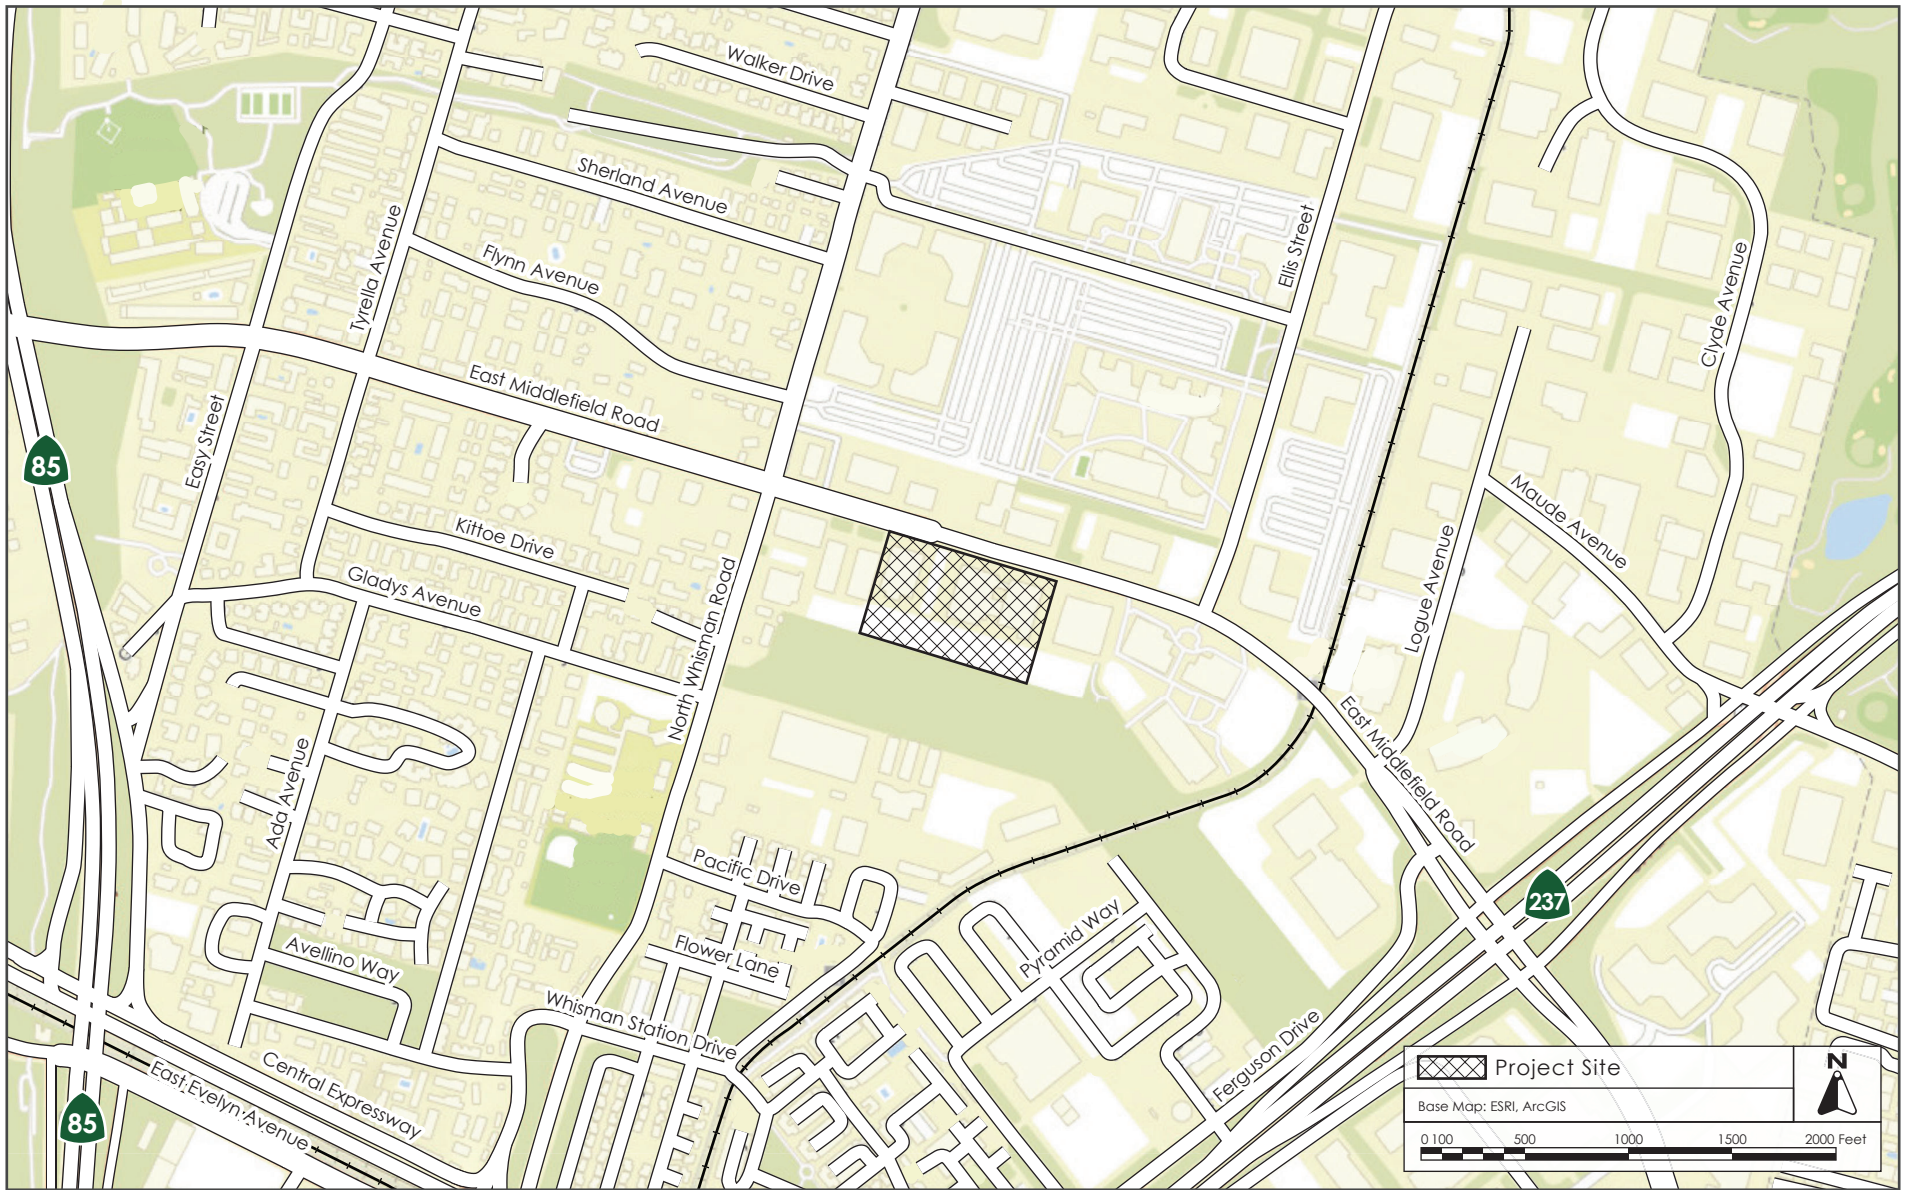 Walker Drive
Sherland Avenue
Tyrella Avenue
Flynn Avenue
Ellis Street
Clyde Avenue
East Middlefield Road
Easy Street
85
Maude Avenue
Kittoe Drive
Logue Avenue
Gladys Avenue
North Whisman Road
East Middlefield Road
Ada Avenue
Pacific Drive
237
Pyramid Way
Flower Lane
Avellino Way
Whisman Station Drive
Ferguson Drive
Central Expressway
East Evelyn Avenue
85
Project Site
N
Base Map: ESRI, ArcGIS
0 100 500 1000 1500 2000 Feet